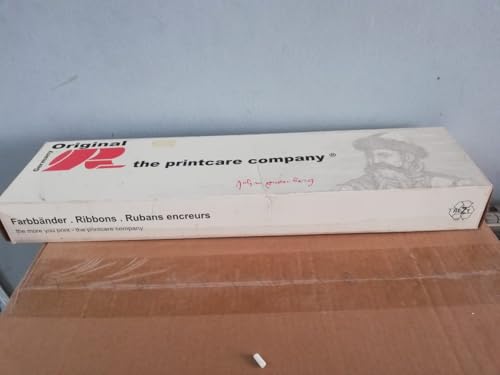 Original
Germany
the printcare company ®
Farbbänder . Ribbons . Rubans encreurs
the more you print - the printcare company